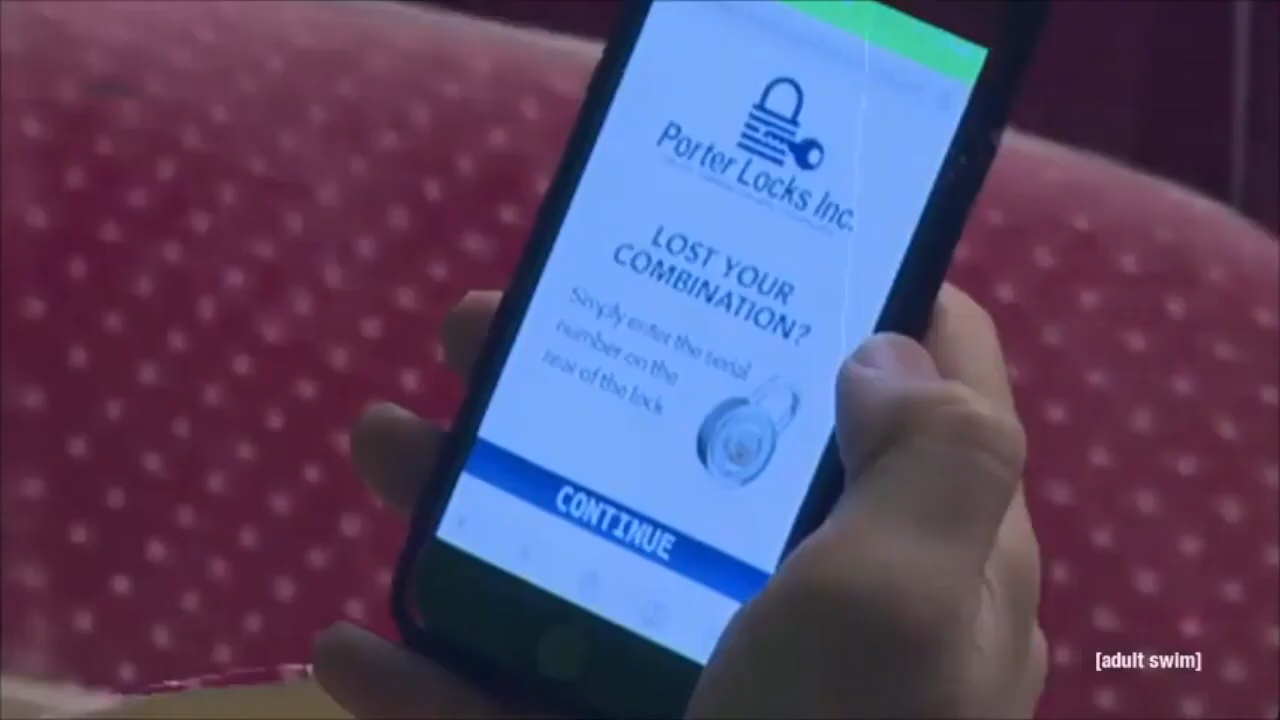 Porter Locks Inc.
LOST YOUR
COMBINATION?
Simply enter the serial
number on the
rear of the lock
CONTINUE
[adult swim]